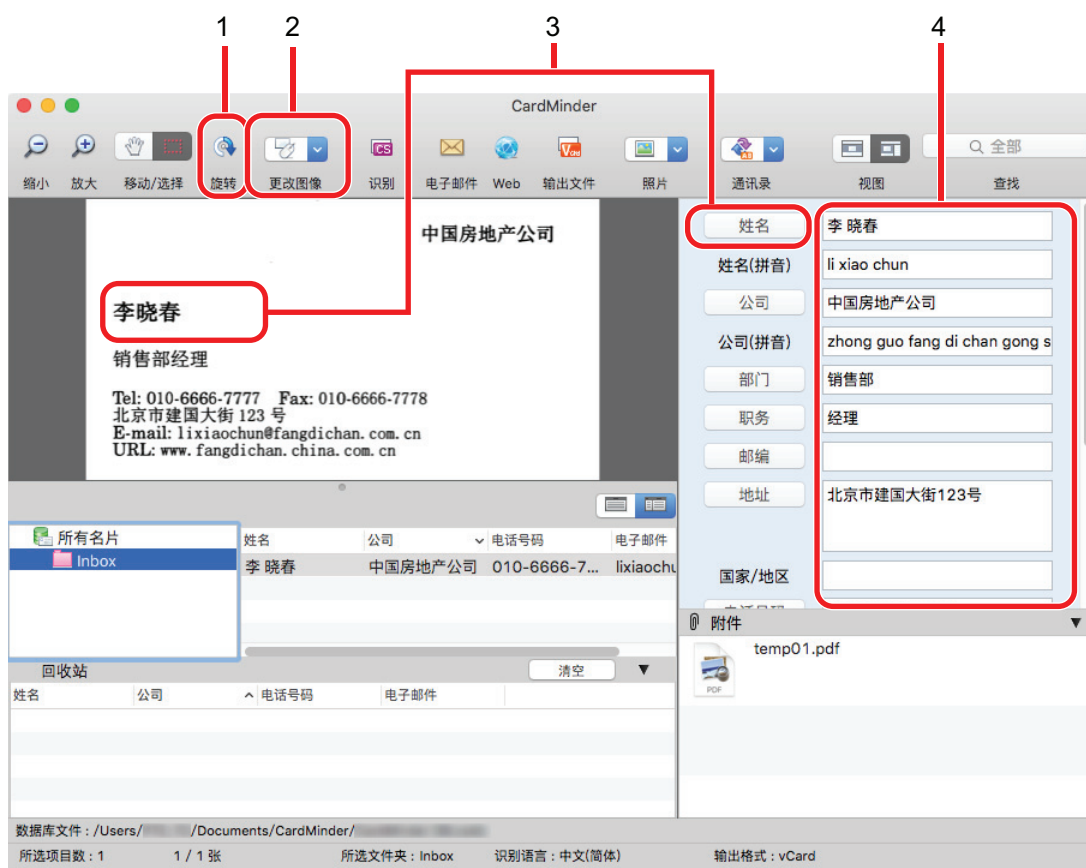 1 2 3 4
CardMinder
CS
Vcard
A3
全部
缩小 放大 移动/选择 旋转 更改图像 识别 电子邮件 Web 输出文件 照片 通讯录 视图 查找
中国房地产公司
李晓春
销售部经理
Tel: 010-6666-7777 Fax: 010-6666-7778
北京市建国大街 123 号
E-mail: lixiaochun@fangdichan.com.cn
URL: www.fangdichan.china.com.cn
姓名 李 晓春
姓名(拼音) li xiao chun
公司 中国房地产公司
公司(拼音) zhong guo fang di chan gong s
部门 销售部
职务 经理
邮编
地址 北京市建国大街123号
国家/地区
电话号码
所有名片
Inbox
姓名 公司 电话号码 电子邮件
李 晓春 中国房地产公司 010-6666-7... lixiaochu
回收站 清空
姓名 公司 电话号码 电子邮件
附件
temp01.pdf
PDF
数据库文件 : /Users/ /Documents/CardMinder/
所选项目数 : 1 1 / 1 张 所选文件夹 : Inbox 识别语言 : 中文(简体) 输出格式 : vCard